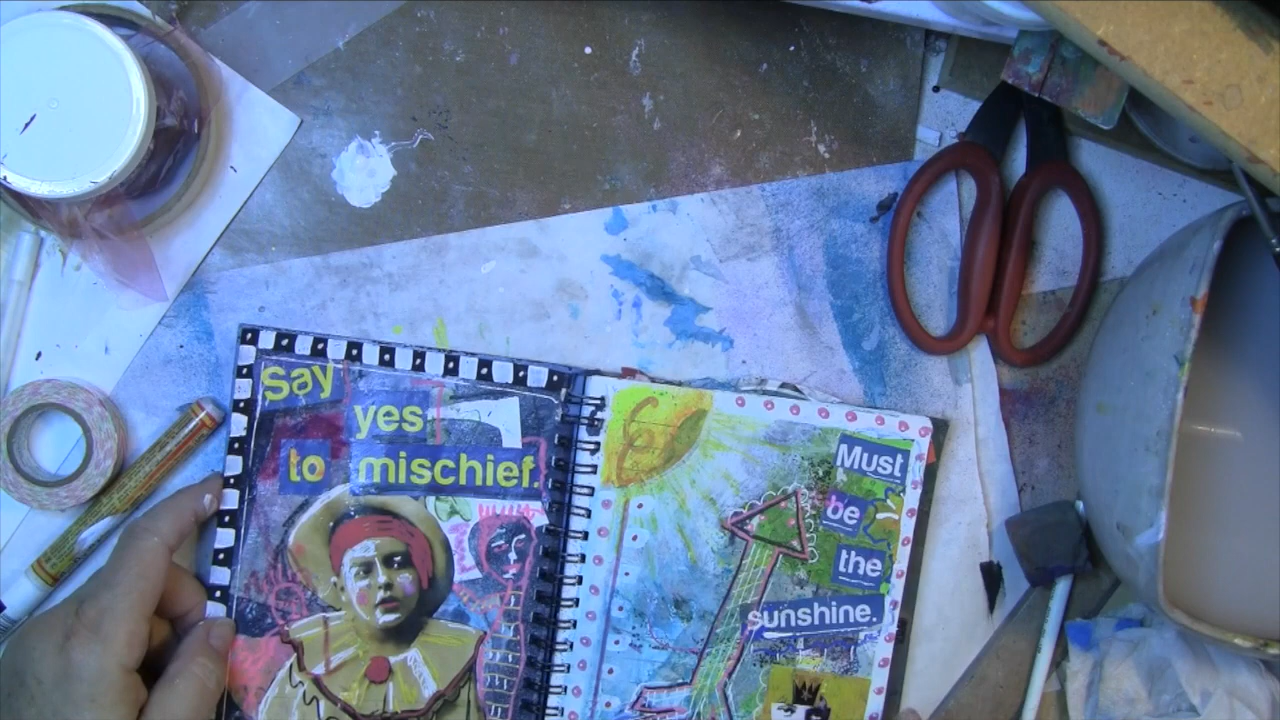 Say
yes
to mischief.
Must
be
the
sunshine.